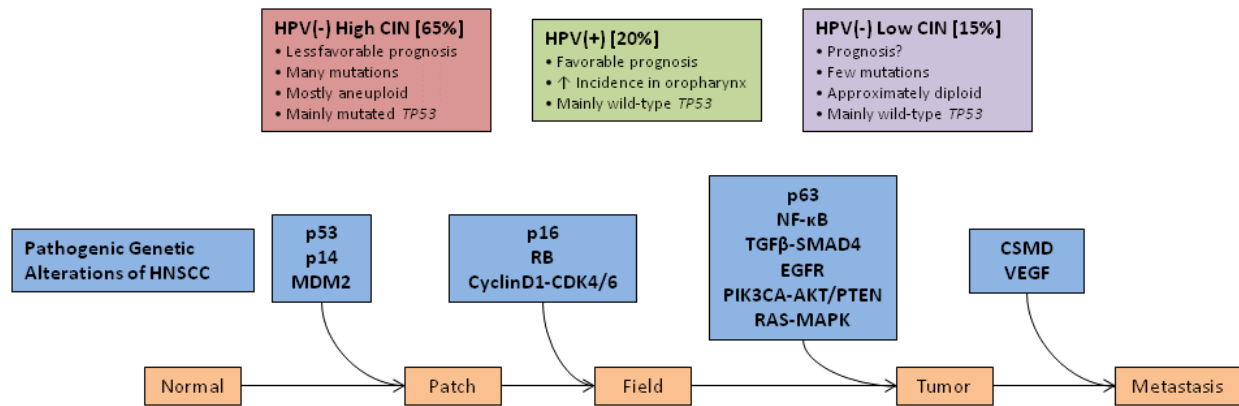 HPV(-) High CIN [65%]
• Lessfavorable prognosis
• Many mutations
• Mostly aneuploid
• Mainly mutated TP53
HPV(+) [20%]
• Favorable prognosis
• ↑ Incidence in oropharynx
• Mainly wild-type TP53
HPV(-) Low CIN [15%]
• Prognosis?
• Few mutations
• Approximately diploid
• Mainly wild-type TP53
Pathogenic Genetic
Alterations of HNSCC
p53
p14
MDM2
p16
RB
CyclinD1-CDK4/6
p63
NF-κB
TGFβ-SMAD4
EGFR
PIK3CA-AKT/PTEN
RAS-MAPK
CSMD
VEGF
Normal
Patch
Field
Tumor
Metastasis